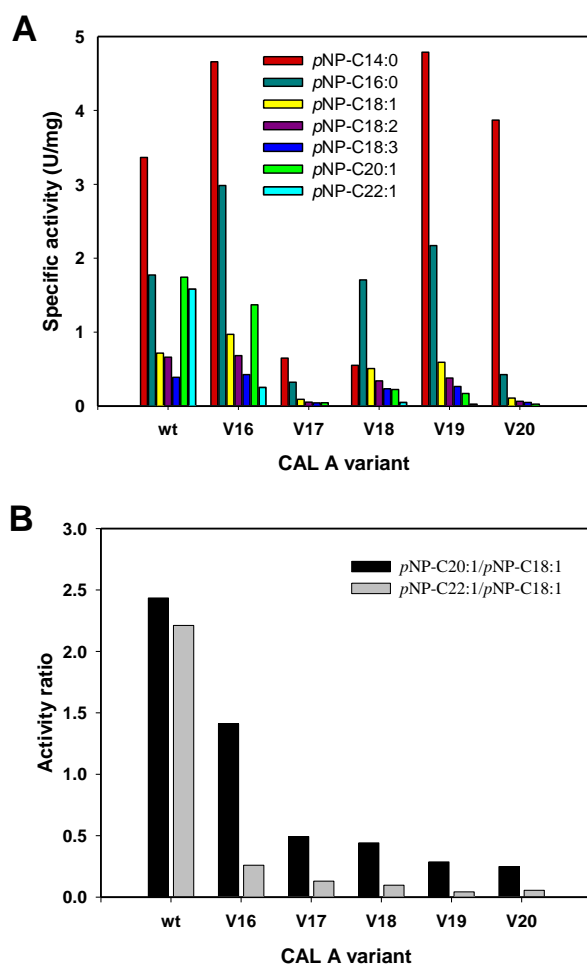 A
Specific activity (U/mg)
5
4
3
2
1
0
pNP-C14:0
pNP-C16:0
pNP-C18:1
pNP-C18:2
pNP-C18:3
pNP-C20:1
pNP-C22:1
wt V16 V17 V18 V19 V20
CAL A variant
B
Activity ratio
3.0
2.5
2.0
1.5
1.0
0.5
0.0
pNP-C20:1/pNP-C18:1
pNP-C22:1/pNP-C18:1
wt V16 V17 V18 V19 V20
CAL A variant